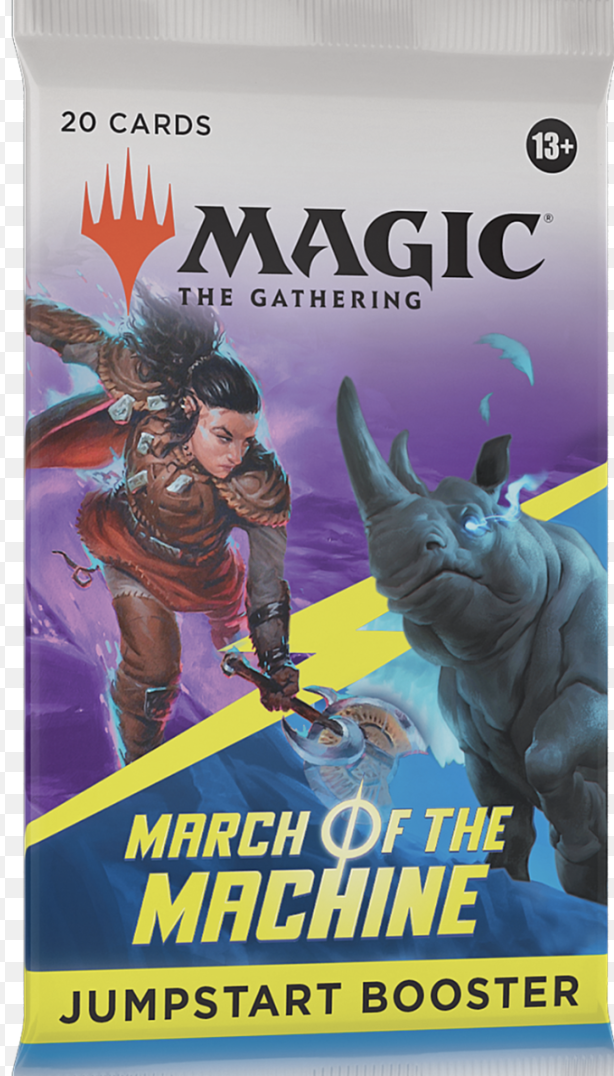 20 CARDS
13+
MAGIC®
THE GATHERING
MARCH OF THE
MACHINE
JUMPSTART BOOSTER